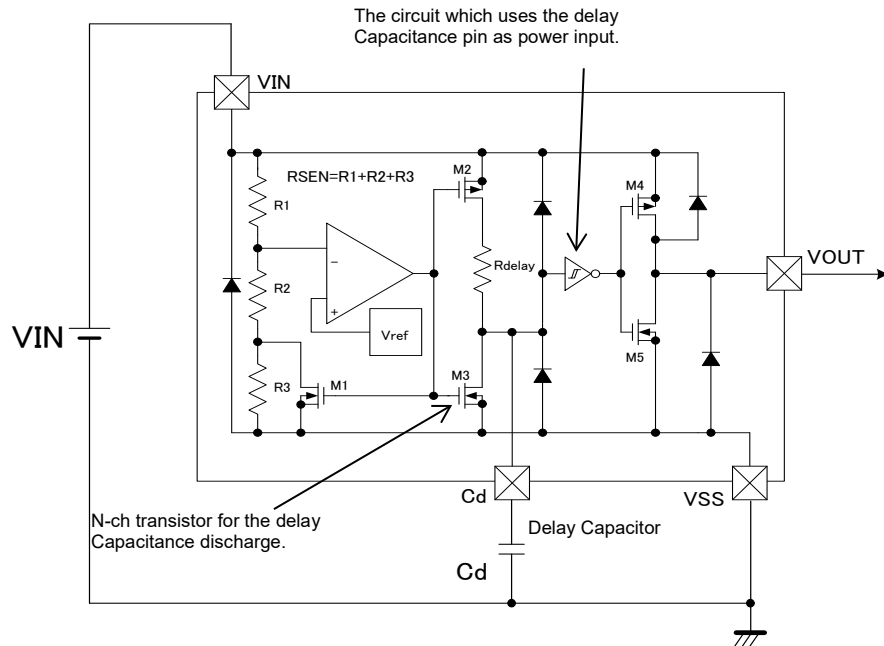 The circuit which uses the delay
Capacitance pin as power input.
VIN
M2
RSEN=R1+R2+R3
M4
R1
−
Rdelay
VOUT
R2
+
Vref
VIN
M5
R3
M1
M3
Cd
VSS
N-ch transistor for the delay
Capacitance discharge.
Delay Capacitor
Cd